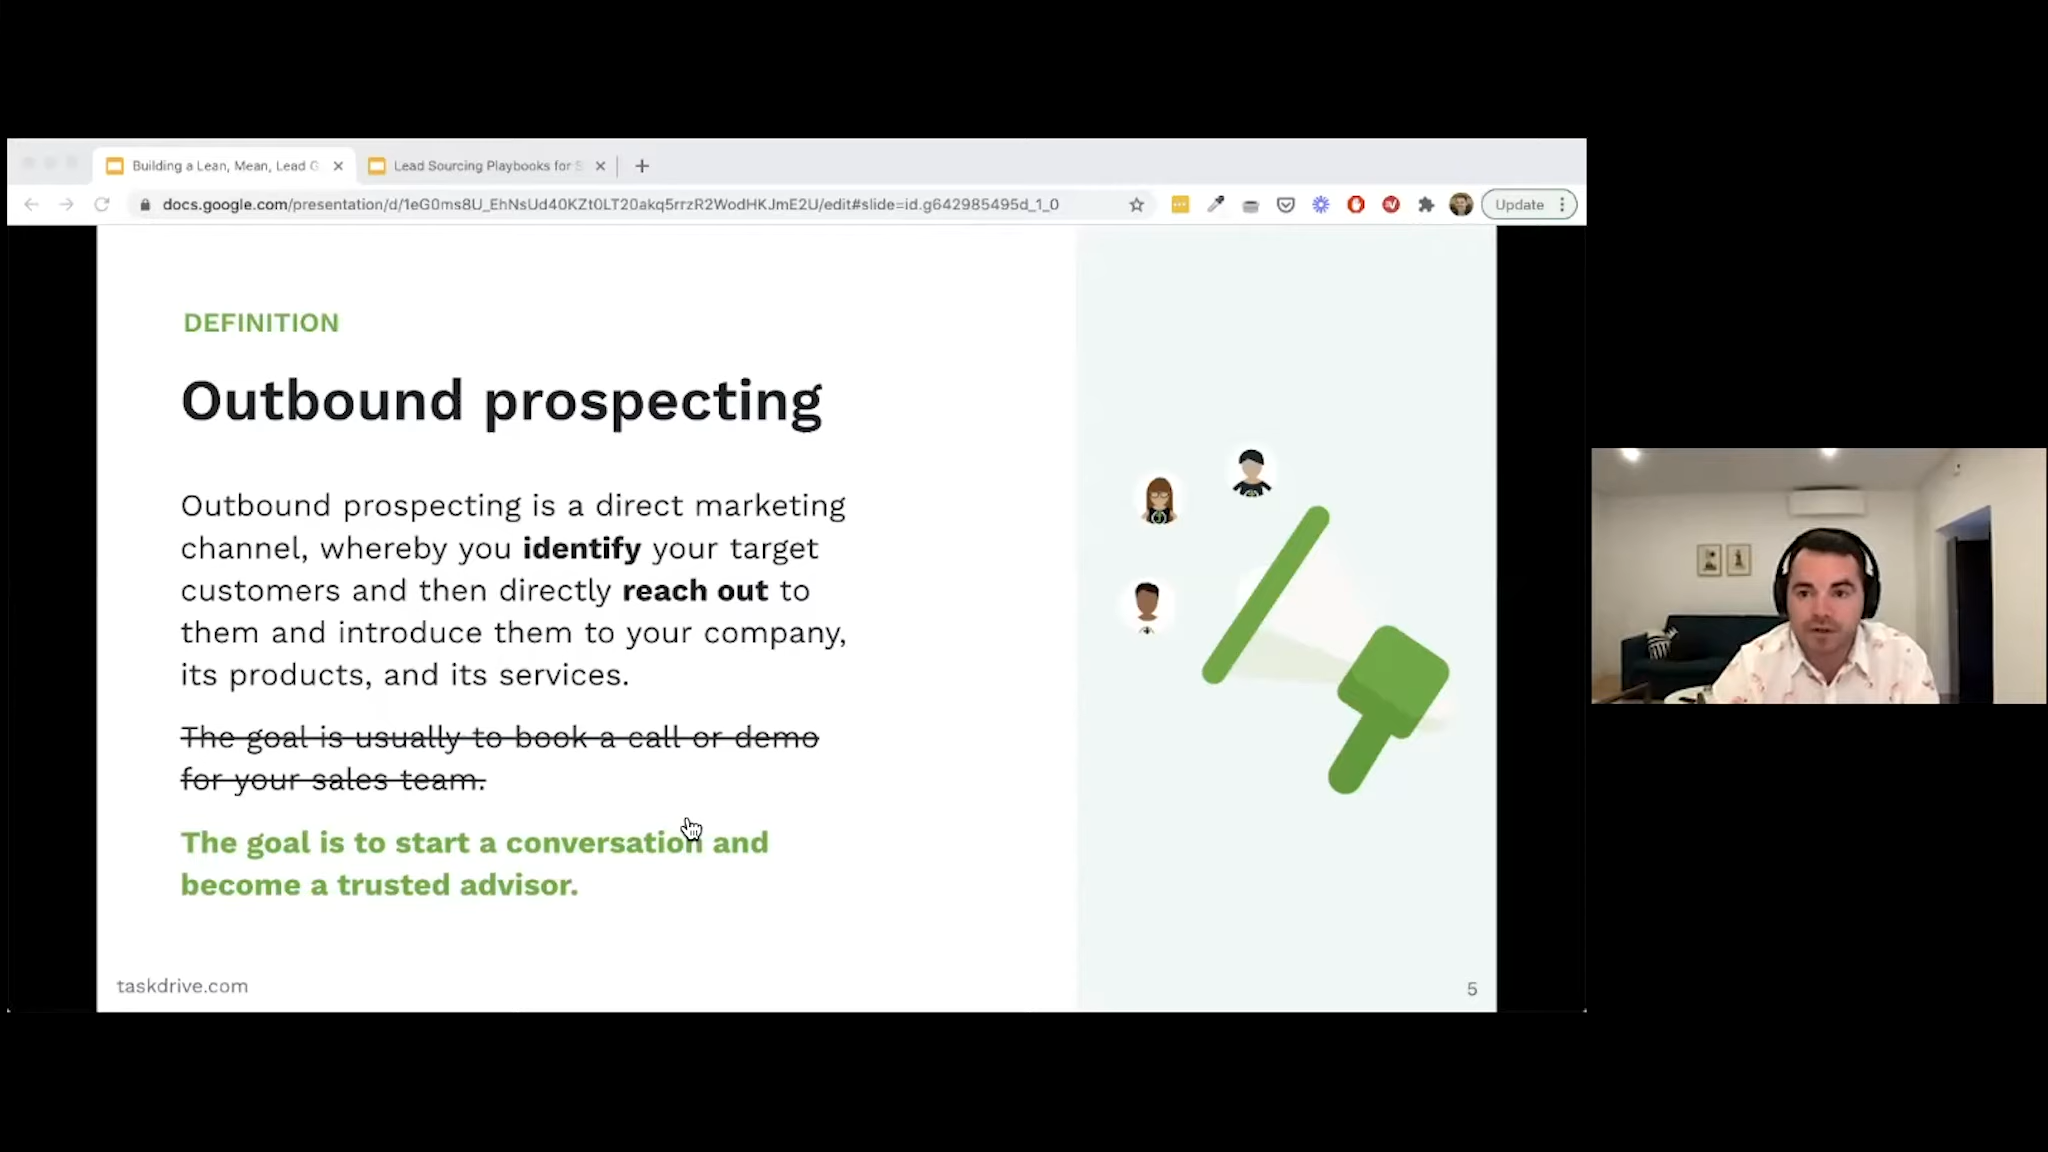 Building a Lean, Mean, Lead G
Lead Sourcing Playbooks for S
docs.google.com/presentation/d/1eG0ms8U_EhNsUd40KZt0LT20akq5rrzR2WodHKJmE2U/edit#slide=id.g642985495d_1_0
Update
DEFINITION
Outbound prospecting
Outbound prospecting is a direct marketing
channel, whereby you identify your target
customers and then directly reach out to
them and introduce them to your company,
its products, and its services.
The goal is usually to book a call or demo
for your sales team.
The goal is to start a conversation and
become a trusted advisor.
taskdrive.com
5